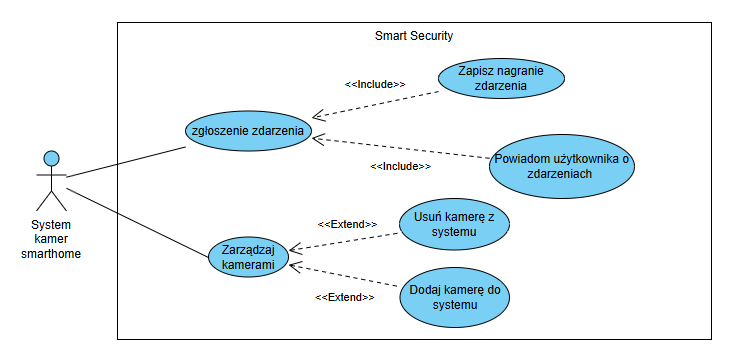 Smart Security
Zapisz nagranie
zdarzenia
<<Include>>
zgłoszenie zdarzenia
<<Include>>
Powiadom użytkownika o
zdarzeniach
System
kamer
smarthome
<<Extend>>
Usuń kamerę z
systemu
Zarządzaj
kamerami
<<Extend>>
Dodaj kamerę do
systemu